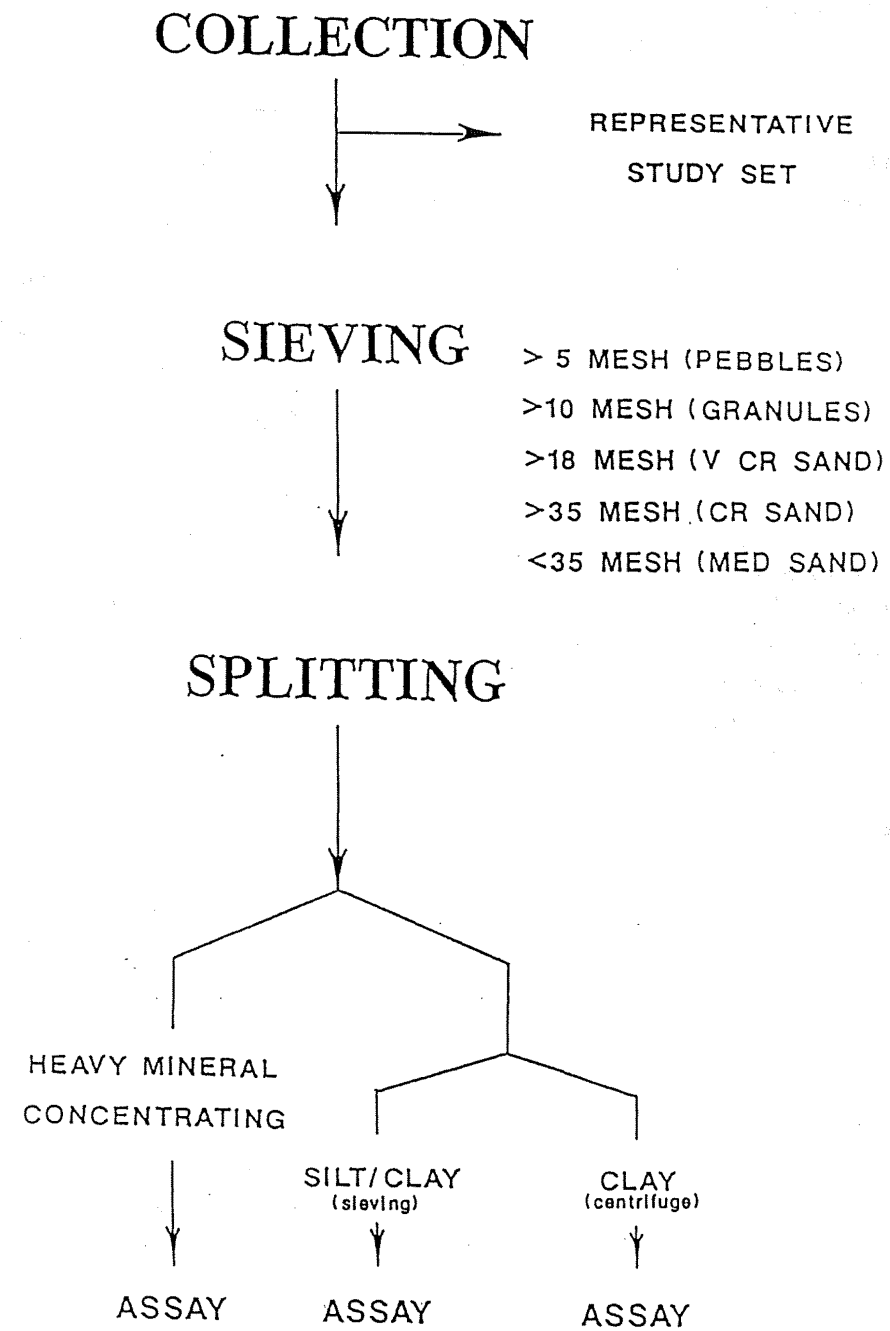 COLLECTION
REPRESENTATIVE
STUDY SET
SIEVING
> 5 MESH (PEBBLES)
>10 MESH (GRANULES)
>18 MESH (V CR SAND)
>35 MESH (CR SAND)
<35 MESH (MED SAND)
SPLITTING
HEAVY MINERAL
CONCENTRATING
SILT/CLAY
(sieving)
CLAY
(centrifuge)
ASSAY
ASSAY
ASSAY